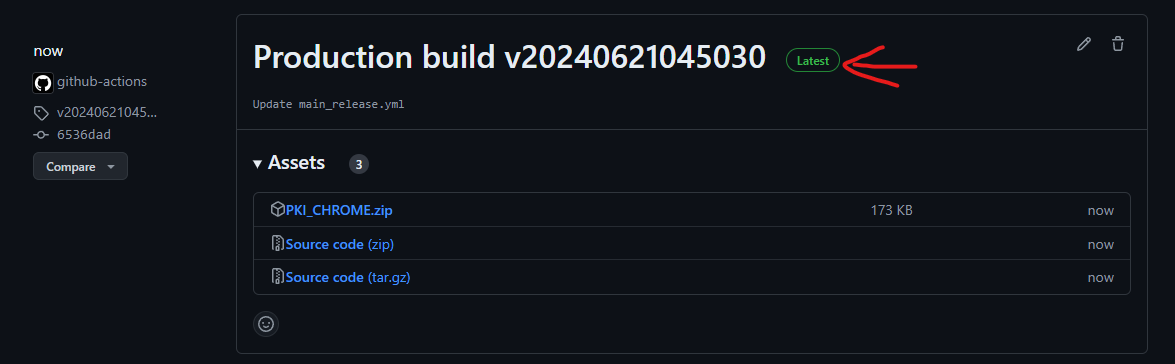 now
github-actions
v20240621045...
6536dad
Compare
Production build v20240621045030 Latest
Update main_release.yml
Assets 3
PKI_CHROME.zip 173 KB now
Source code (zip) now
Source code (tar.gz) now